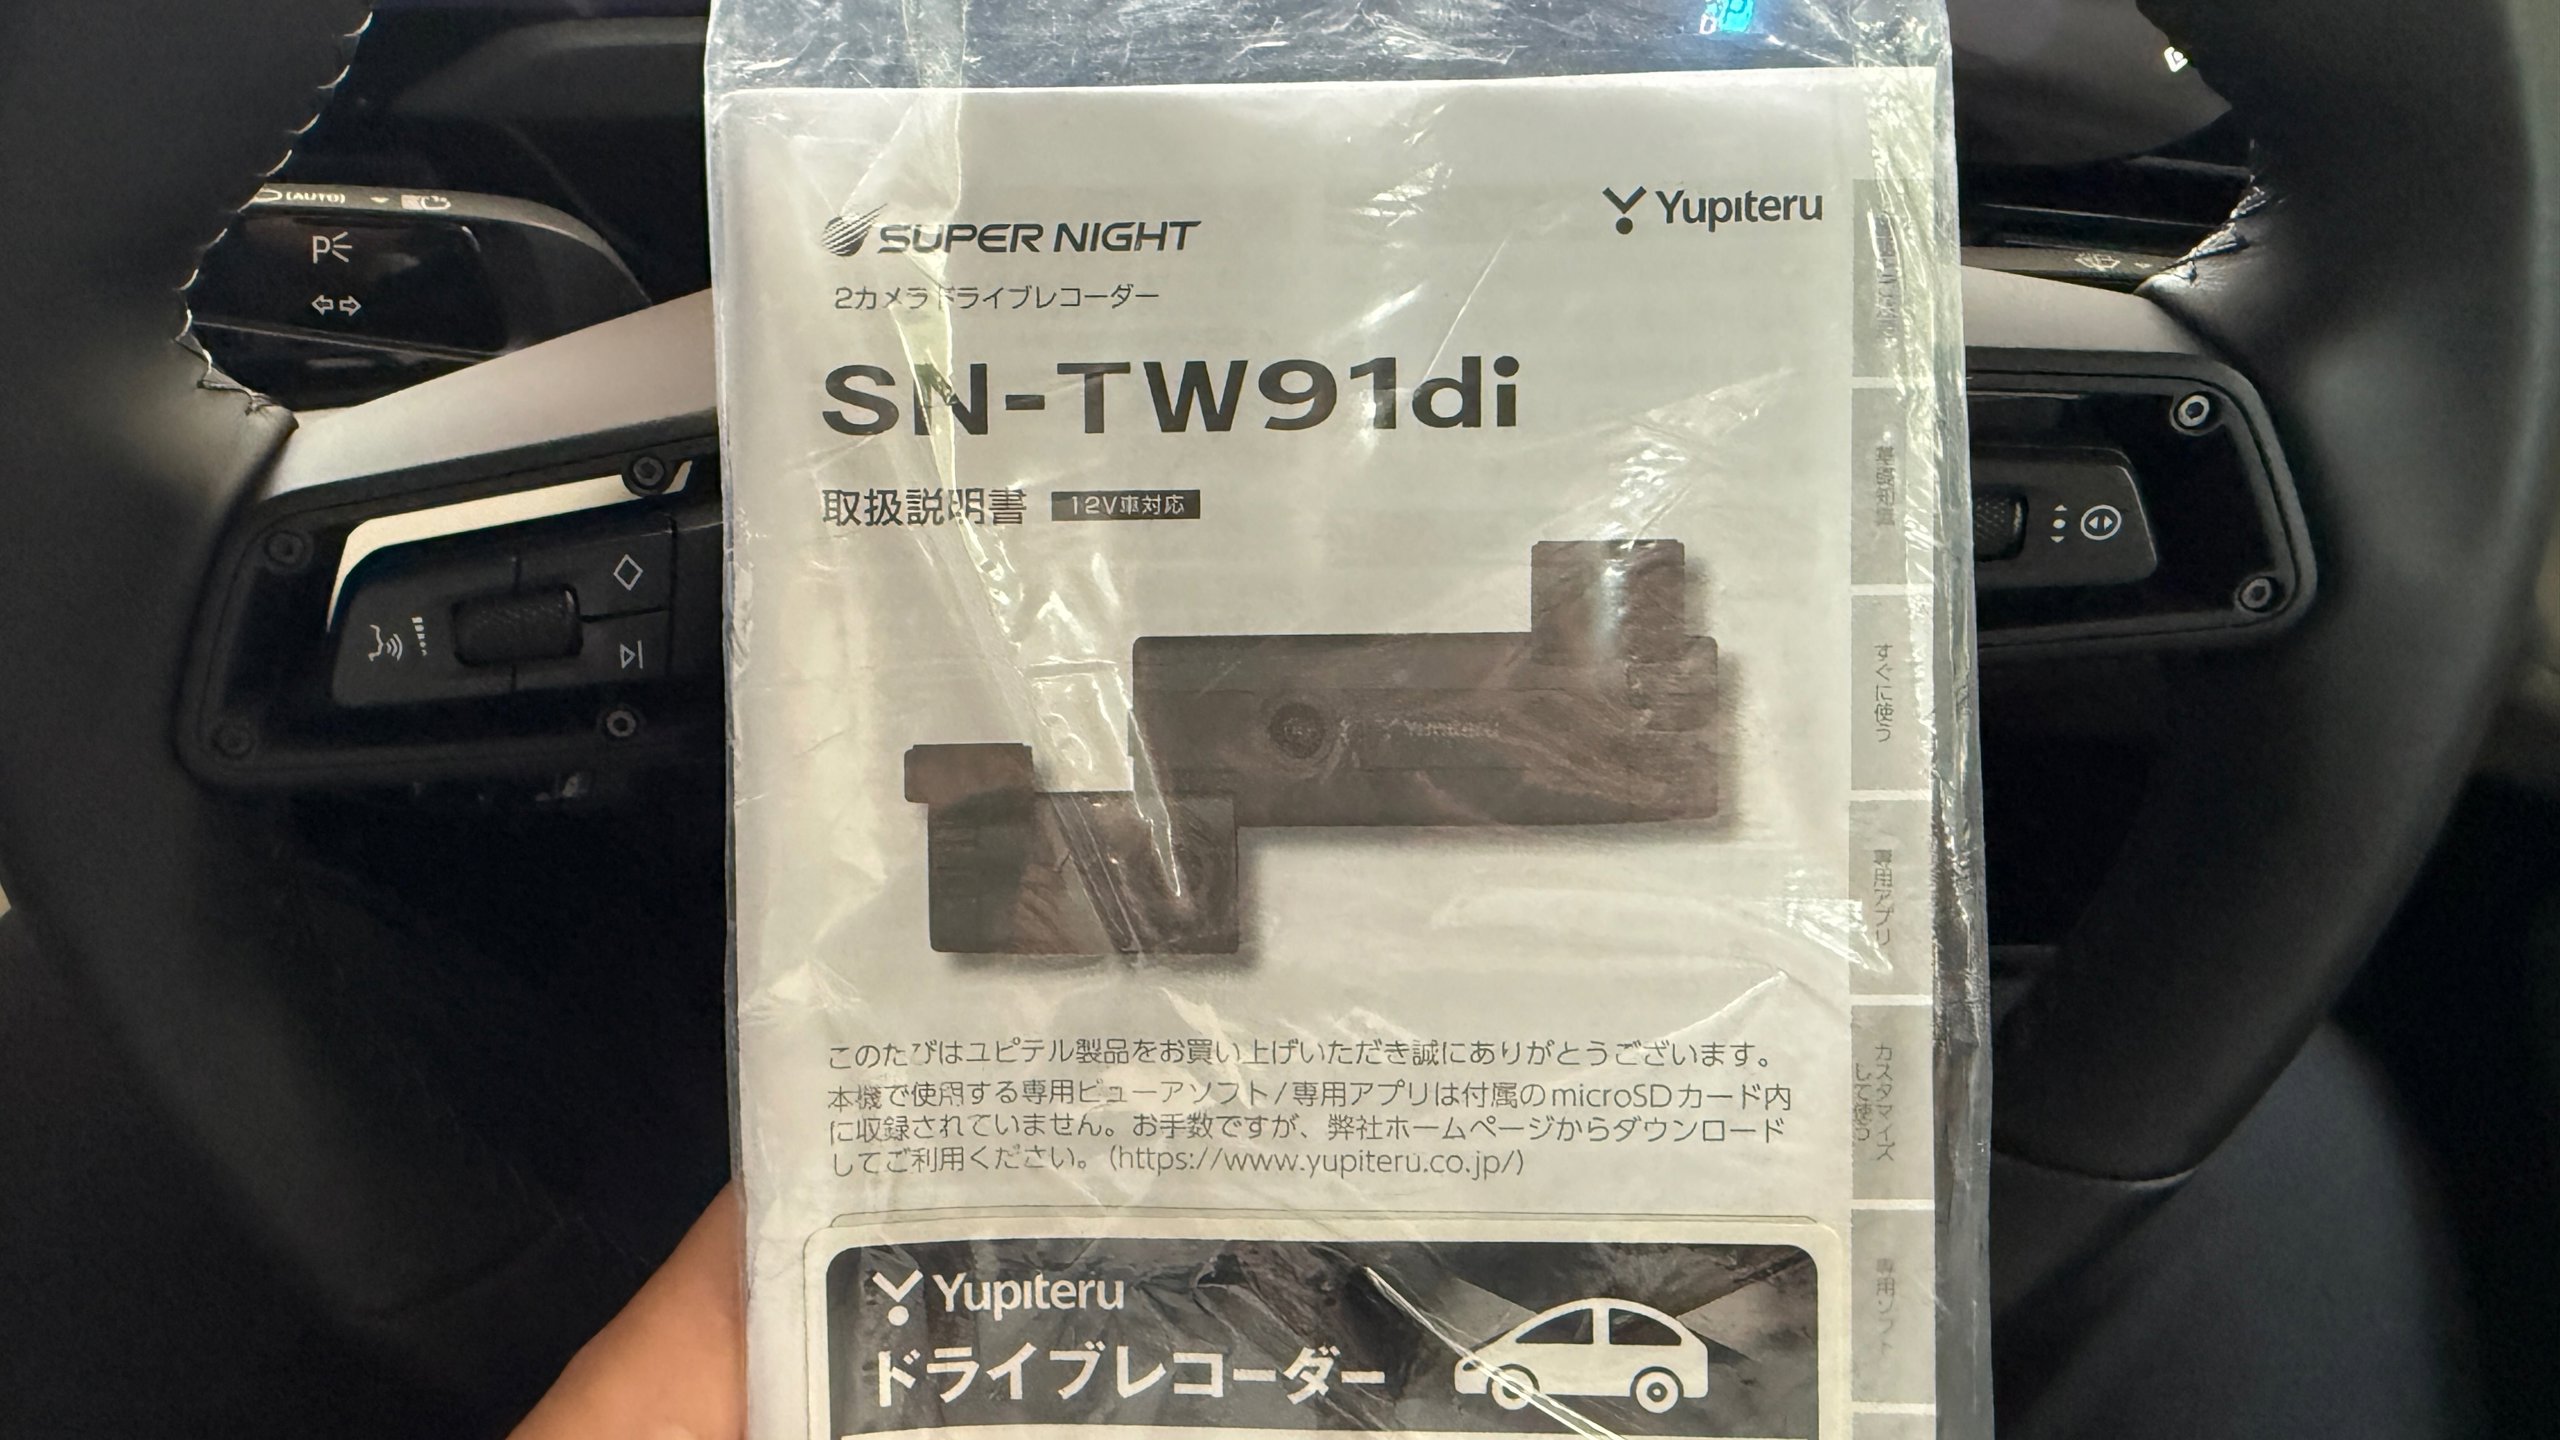 (AUTO)
P
SUPER NIGHT
Yupiteru
2カメラドライブレコーダー
SN-TW91di
取扱説明書 12V車対応
Yupiteru
このたびはユピテル製品をお買い上げいただき誠にありがとうございます。
本機で使用する専用ビューアソフト/専用アプリは付属のmicroSDカード内
に収録されていません。お手数ですが、弊社ホームページからダウンロード
してご利用ください。(https://www.yupiteru.co.jp/)
Yupiteru
ドライブレコーダー
基礎知識
すぐに使う
専用アプリ
カスタマイズ
して使う
専用ソフト